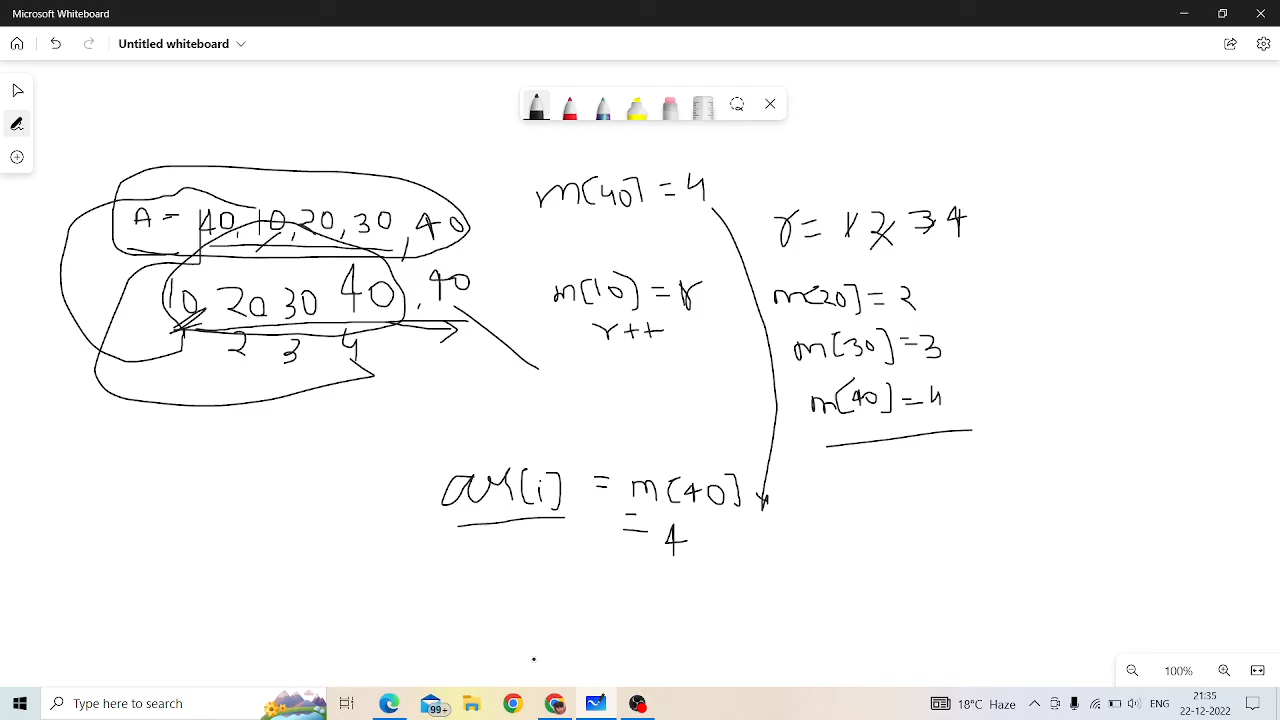 Microsoft Whiteboard
Untitled whiteboard
A = 40, 10, 20, 30, 40
10, 20 30 40, 40
2 3 4
m[40] = 4
m[10] = r
r++
r = 1 2 3 4
m[20] = 2
m[30] = 3
m[40] = 4
arr[i] = m[40]
= 4
100%
Type here to search
99+
18°C Haze
ENG
21:35
22-12-2022